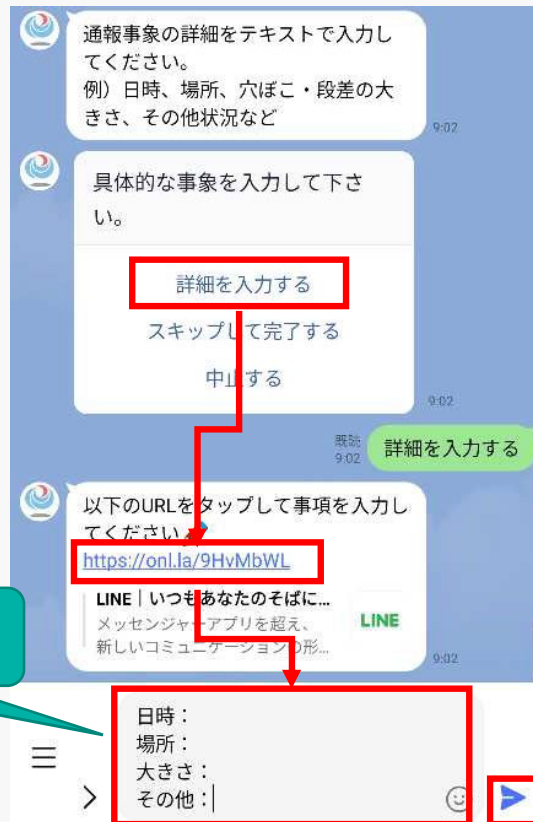 通報事象の詳細をテキストで入力し
てください。
例）日時、場所、穴ぼこ・段差の大
きさ、その他状況など
9:02
具体的な事象を入力して下さ
い。
詳細を入力する
スキップして完了する
中止する
9:02
既読
9:02
詳細を入力する
以下のURLをタップして事項を入力し
てください
https://onl.la/9HvMbWL
LINE｜いつもあなたのそばに...
メッセンジャーアプリを超え、
新しいコミュニケーションの形...
LINE
9:02
日時：
場所：
大きさ：
その他：